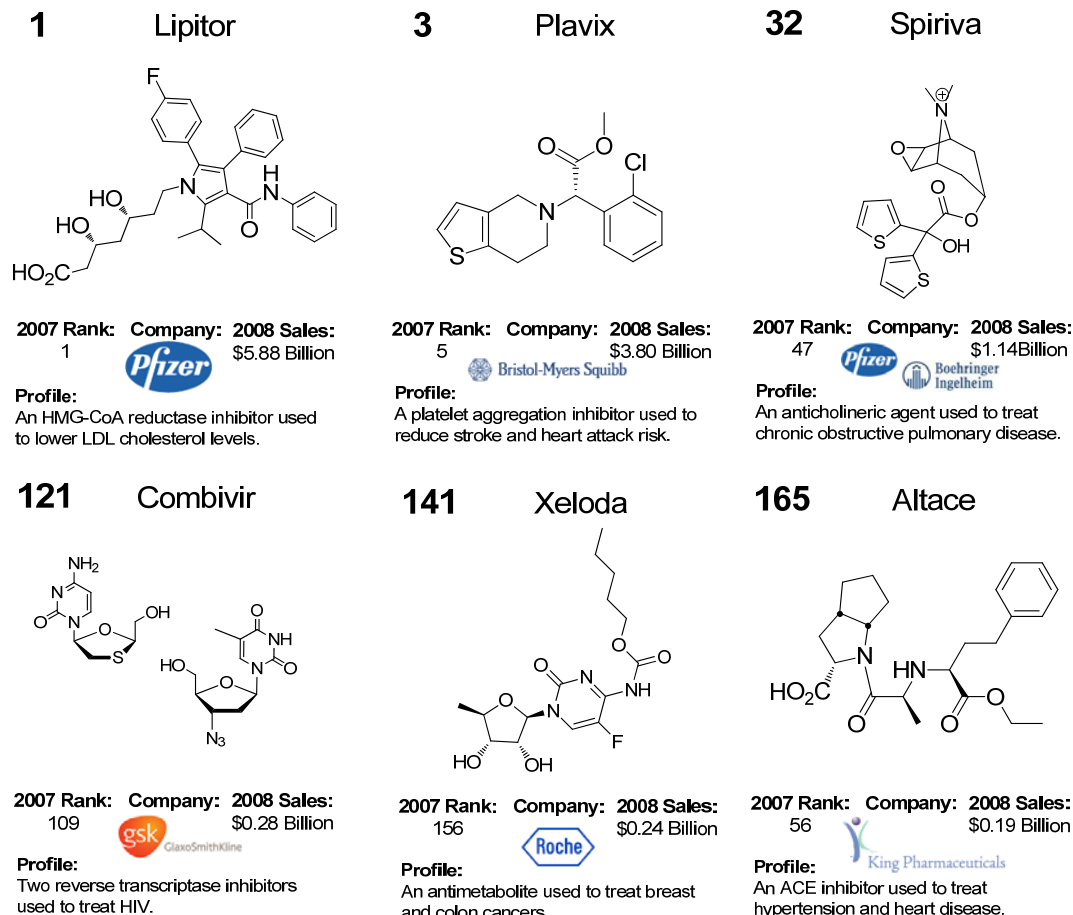 1 Lipitor
F
N
H
N
O
HO
HO
HO₂C
2007 Rank: Company: 2008 Sales:
1 Pfizer $5.88 Billion
Profile:
An HMG-CoA reductase inhibitor used
to lower LDL cholesterol levels.
3 Plavix
O
O
Cl
N
S
2007 Rank: Company: 2008 Sales:
5 Bristol-Myers Squibb $3.80 Billion
Profile:
A platelet aggregation inhibitor used to
reduce stroke and heart attack risk.
32 Spiriva
⊕
N
O
O
O
S
OH
S
2007 Rank: Company: 2008 Sales:
47 Pfizer Boehringer Ingelheim $1.14Billion
Profile:
An anticholineric agent used to treat
chronic obstructive pulmonary disease.
121 Combivir
NH₂
N
O
N
O
OH
S
O
NH
N
O
HO
O
N₃
2007 Rank: Company: 2008 Sales:
109 gsk GlaxoSmithKline $0.28 Billion
Profile:
Two reverse transcriptase inhibitors
used to treat HIV.
141 Xeloda
O
O
O
N
NH
O
N
F
HO
OH
2007 Rank: Company: 2008 Sales:
156 Roche $0.24 Billion
Profile:
An antimetabolite used to treat breast
and colon cancers
165 Altace
N
HN
HO₂C
O
O
O
2007 Rank: Company: 2008 Sales:
56 King Pharmaceuticals $0.19 Billion
Profile:
An ACE inhibitor used to treat
hypertension and heart disease.